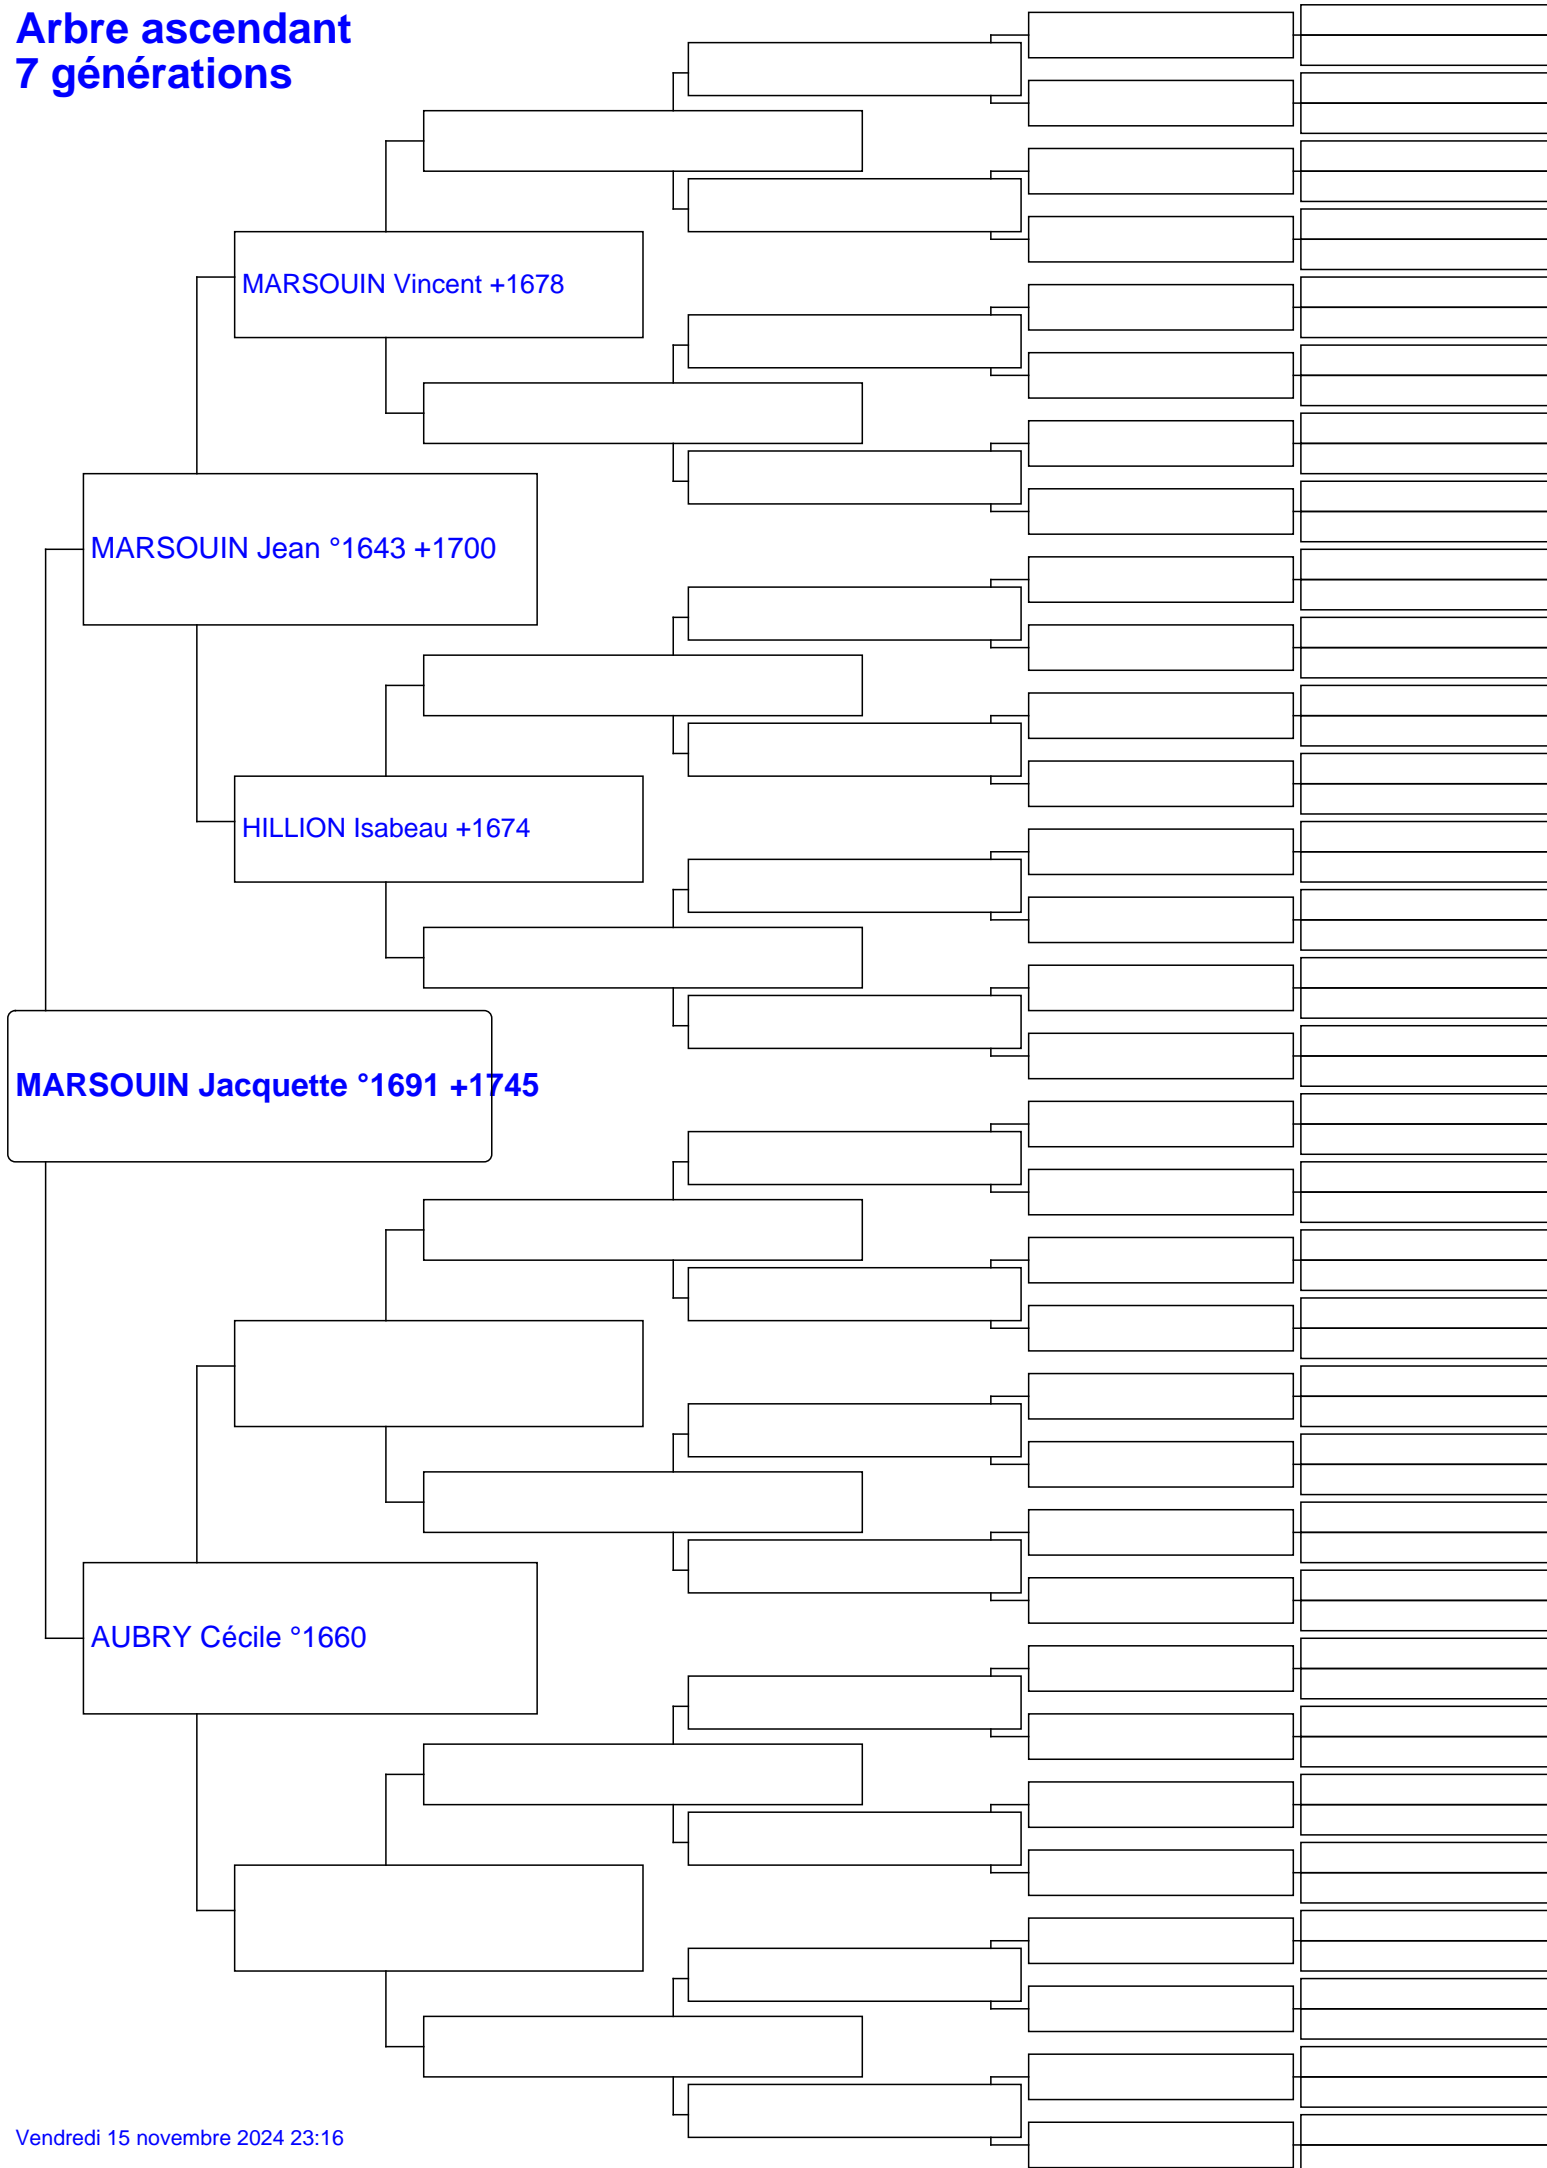 Arbre ascendant
7 générations
MARSOUIN Vincent +1678
MARSOUIN Jean °1643 +1700
HILLION Isabeau +1674
MARSOUIN Jacquette °1691 +1745
AUBRY Cécile °1660
Vendredi 15 novembre 2024 23:16